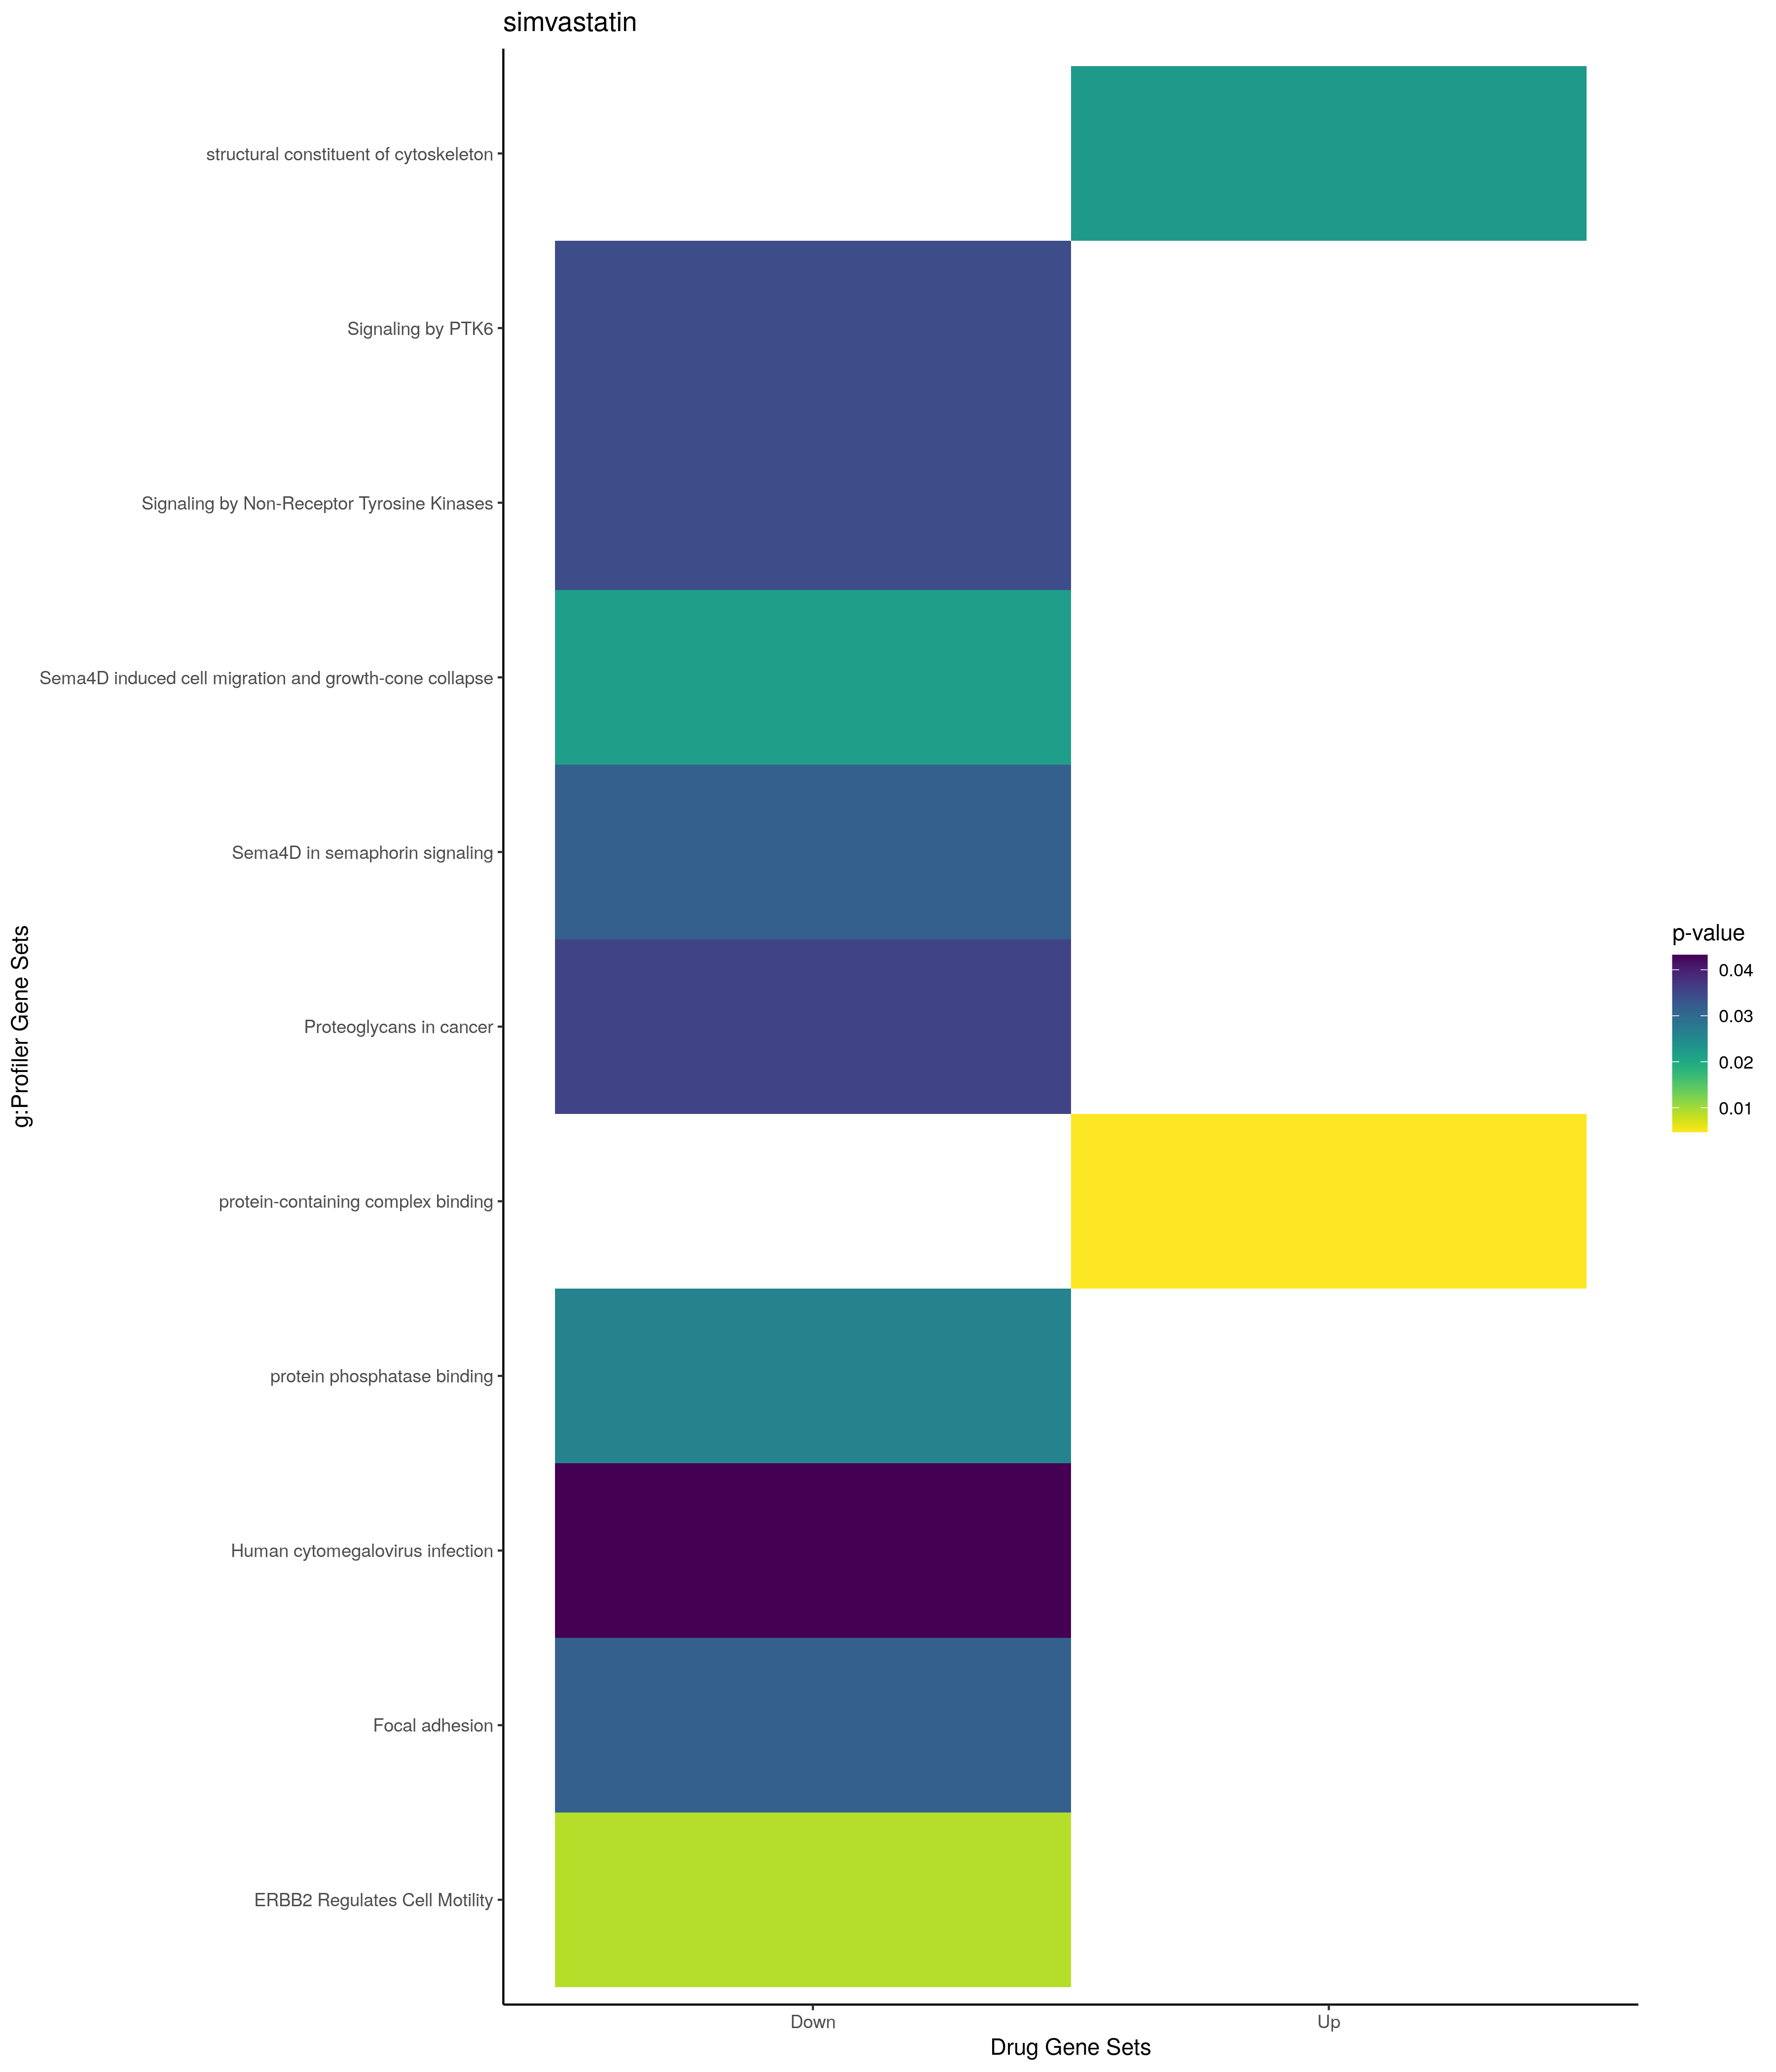 simvastatin
structural constituent of cytoskeleton
Signaling by PTK6
Signaling by Non-Receptor Tyrosine Kinases
Sema4D induced cell migration and growth-cone collapse
Sema4D in semaphorin signaling
Proteoglycans in cancer
protein-containing complex binding
protein phosphatase binding
Human cytomegalovirus infection
Focal adhesion
ERBB2 Regulates Cell Motility
g:Profiler Gene Sets
Down
Up
Drug Gene Sets
p-value
0.04
0.03
0.02
0.01